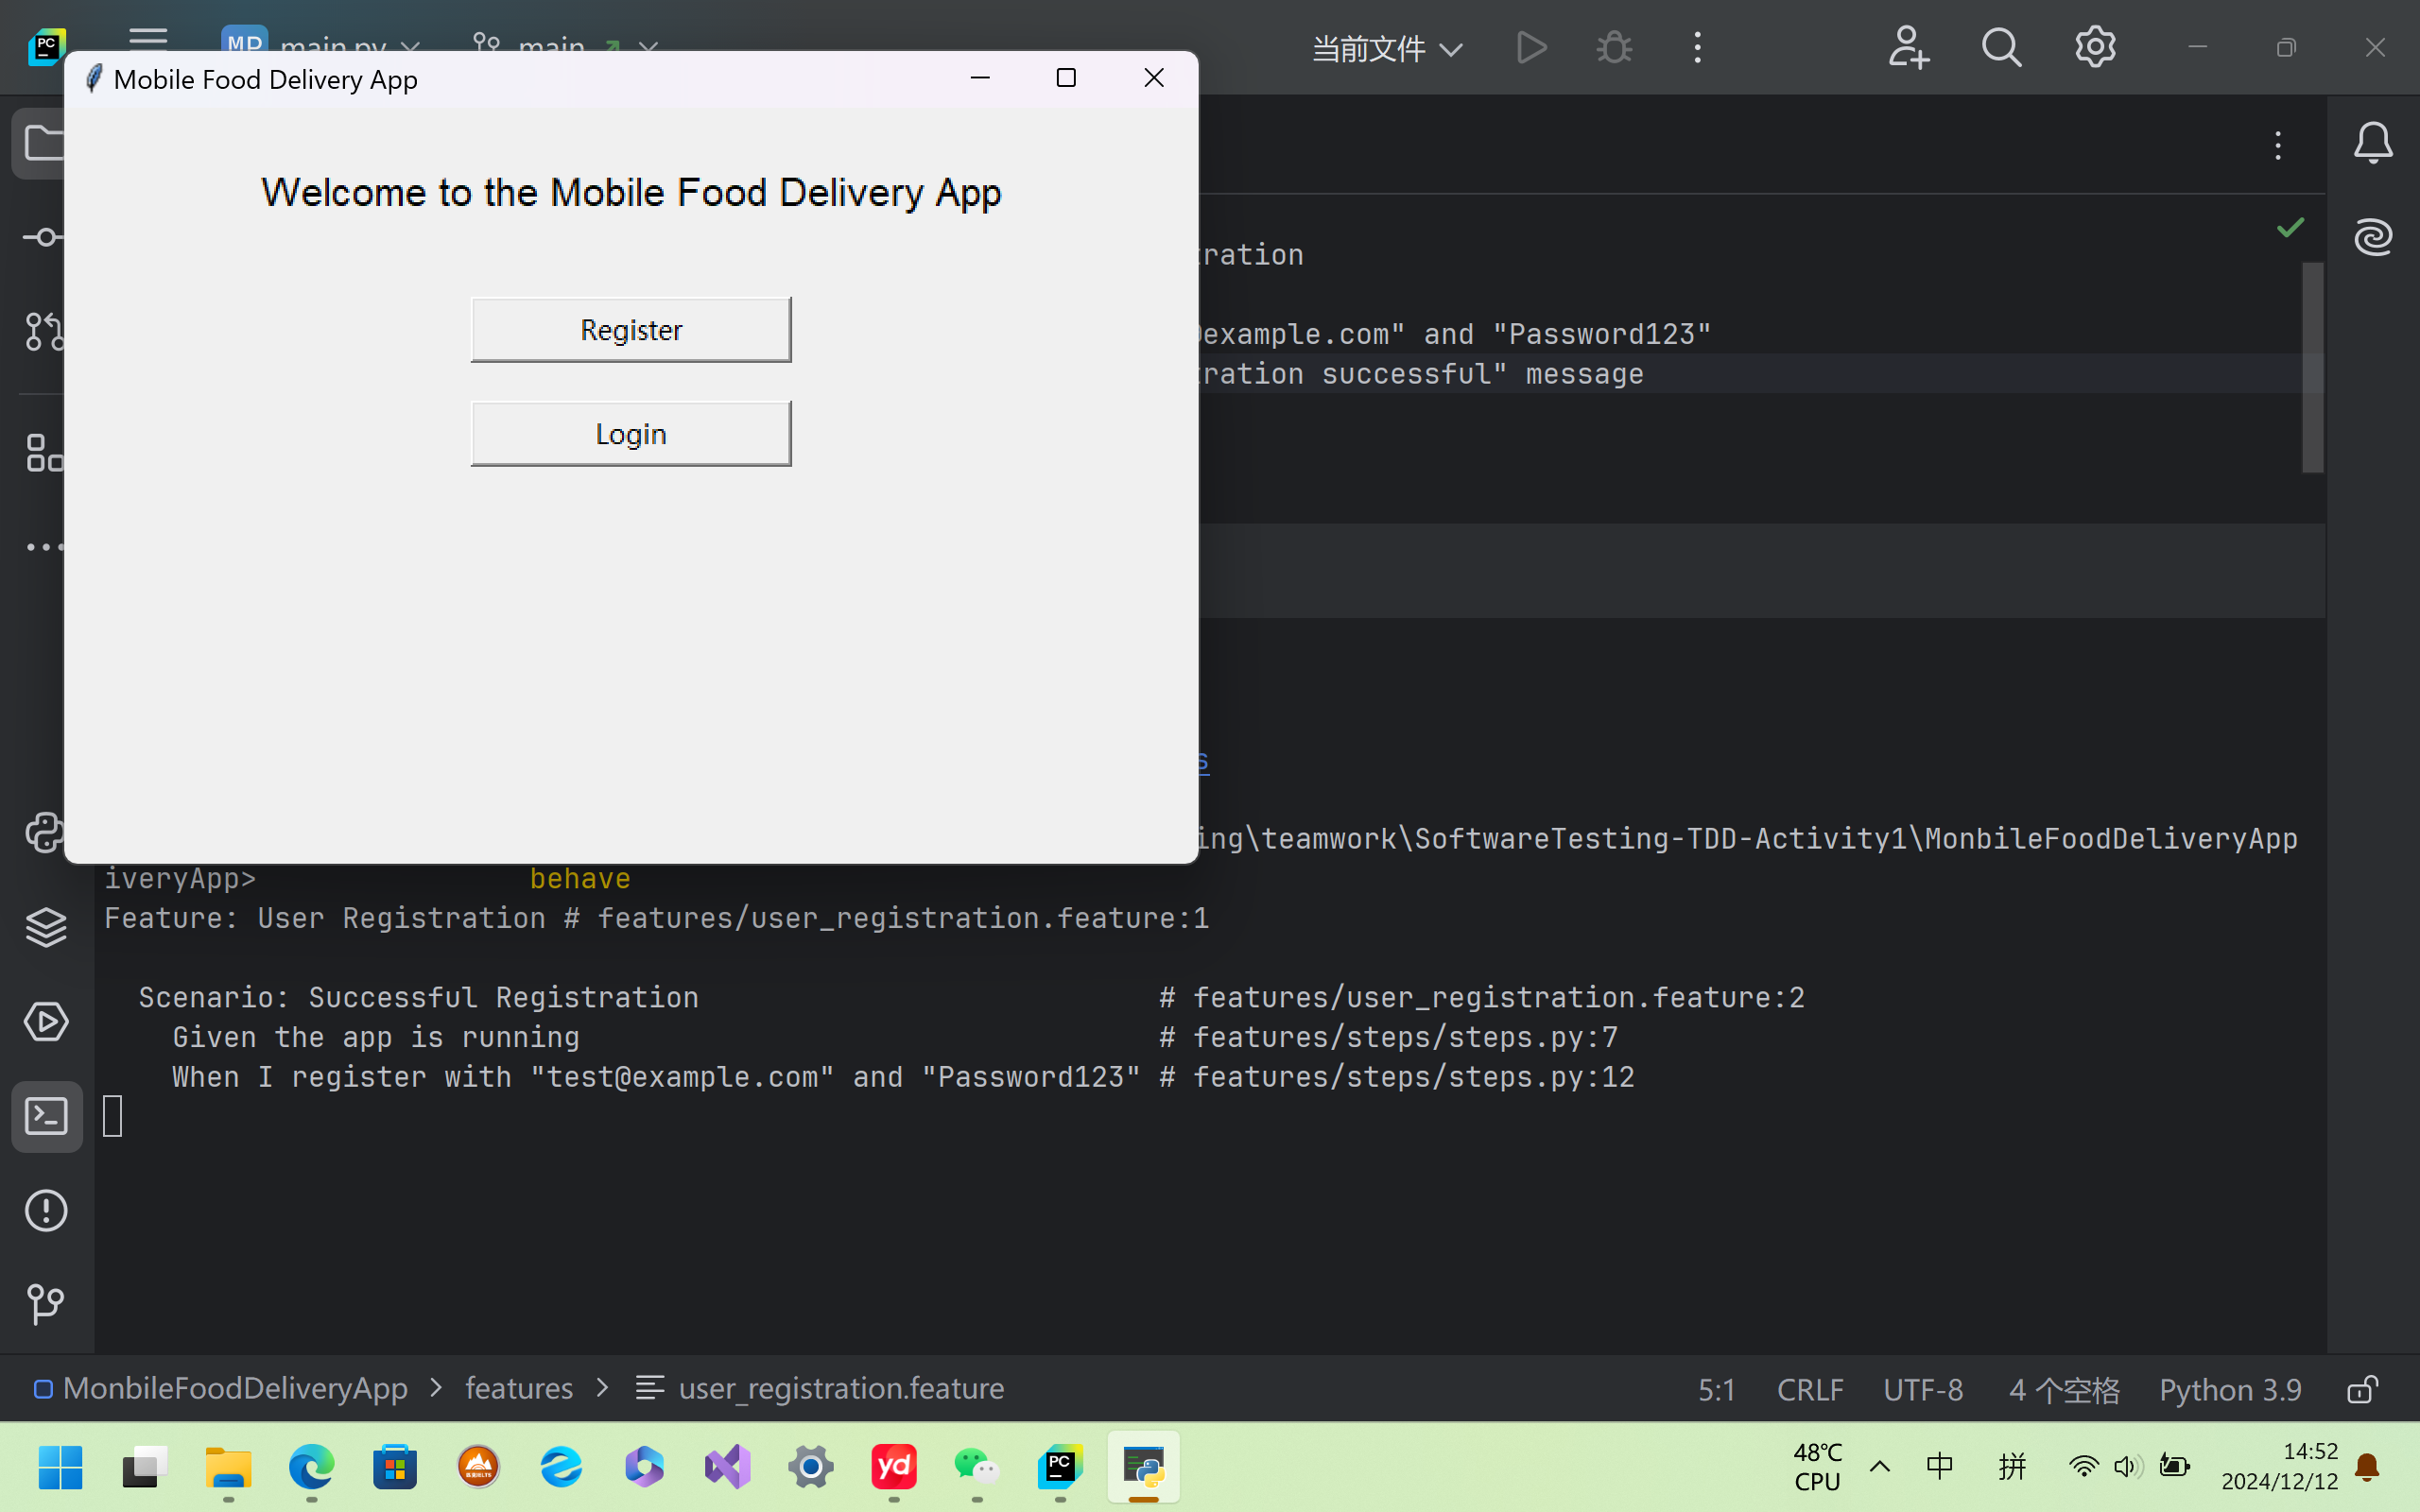 PC
MP main.py main 当前文件
Mobile Food Delivery App
Welcome to the Mobile Food Delivery App
Register
Login
ration
example.com" and "Password123"
ration successful" message
s
ing\teamwork\SoftwareTesting-TDD-Activity1\MonbileFoodDeliveryApp
iveryApp> behave
Feature: User Registration # features/user_registration.feature:1
Scenario: Successful Registration # features/user_registration.feature:2
Given the app is running # features/steps/steps.py:7
When I register with "test@example.com" and "Password123" # features/steps/steps.py:12
MonbileFoodDeliveryApp > features > user_registration.feature 5:1 CRLF UTF-8 4 个空格 Python 3.9
yd PC 48℃ 中 拼 14:52
CPU 2024/12/12